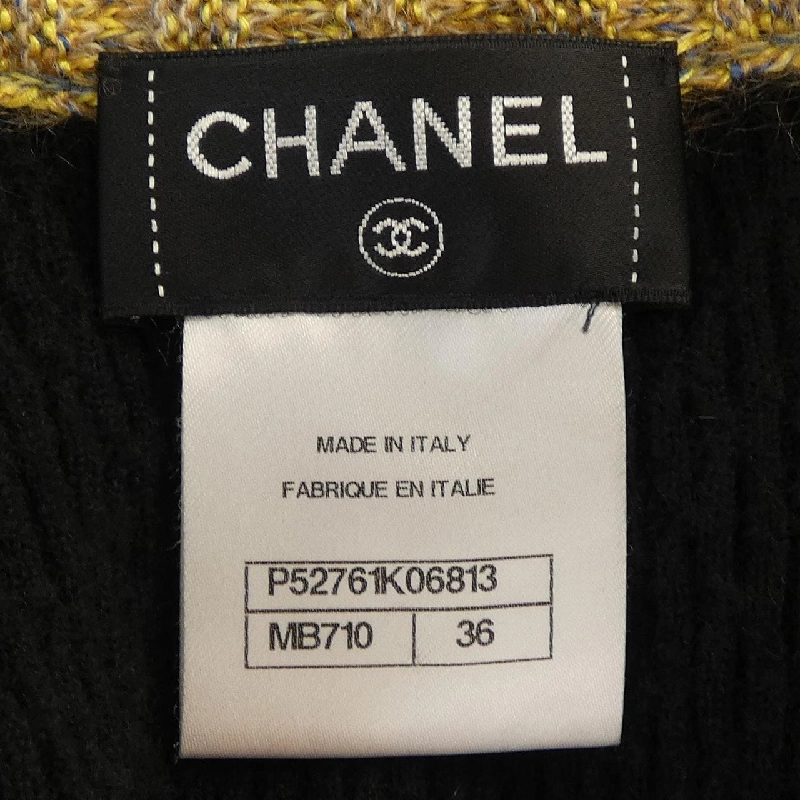 CHANEL
MADE IN ITALY
FABRIQUE EN ITALIE
P52761K06813
MB710 36